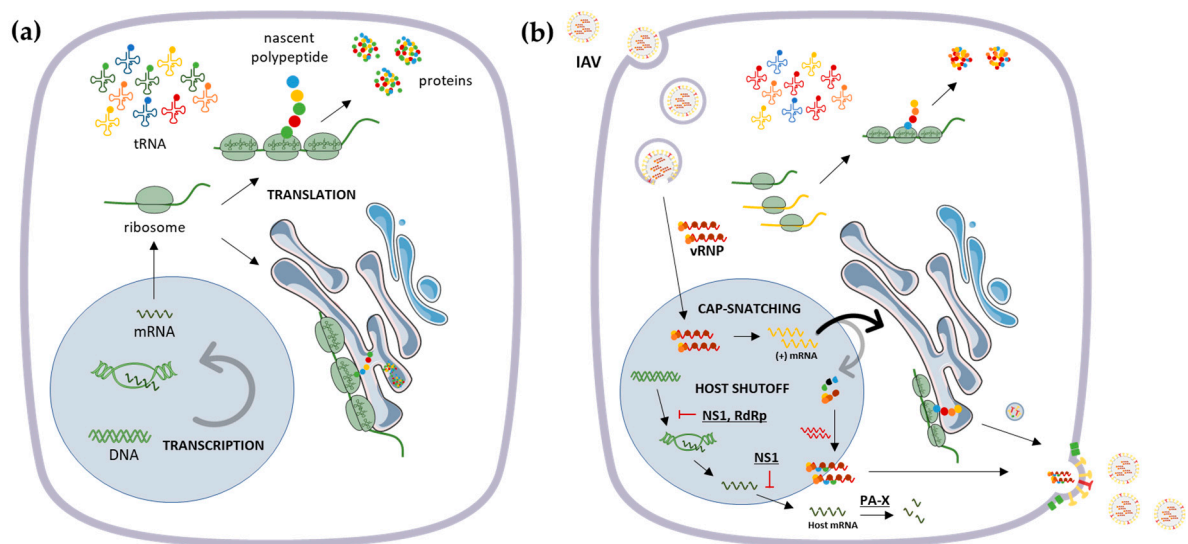 (a)
nascent
polypeptide
proteins
tRNA
TRANSLATION
ribosome
mRNA
TRANSCRIPTION
DNA
(b)
IAV
vRNP
CAP-SNATCHING
(+) mRNA
HOST SHUTOFF
NS1, RdRp
NS1
PA-X
Host mRNA